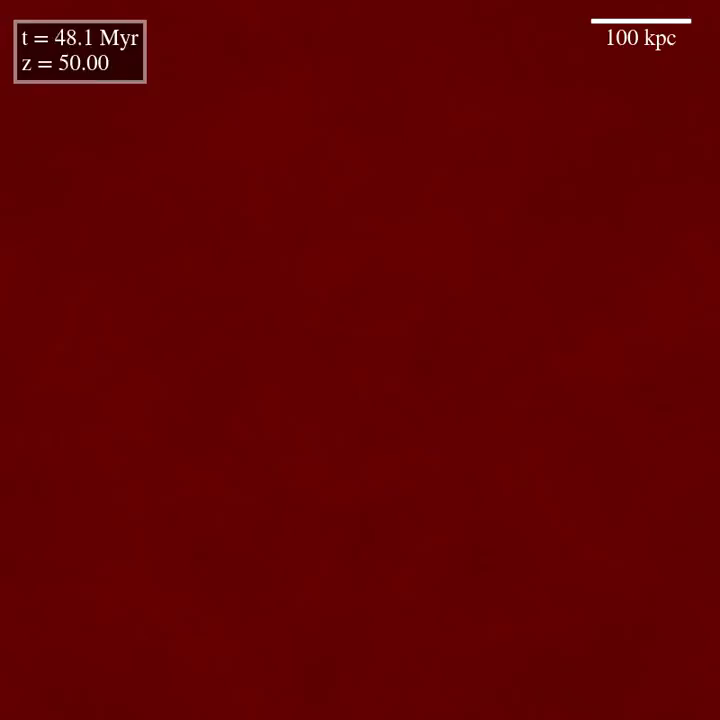 t = 48.1 Myr
z = 50.00
100 kpc